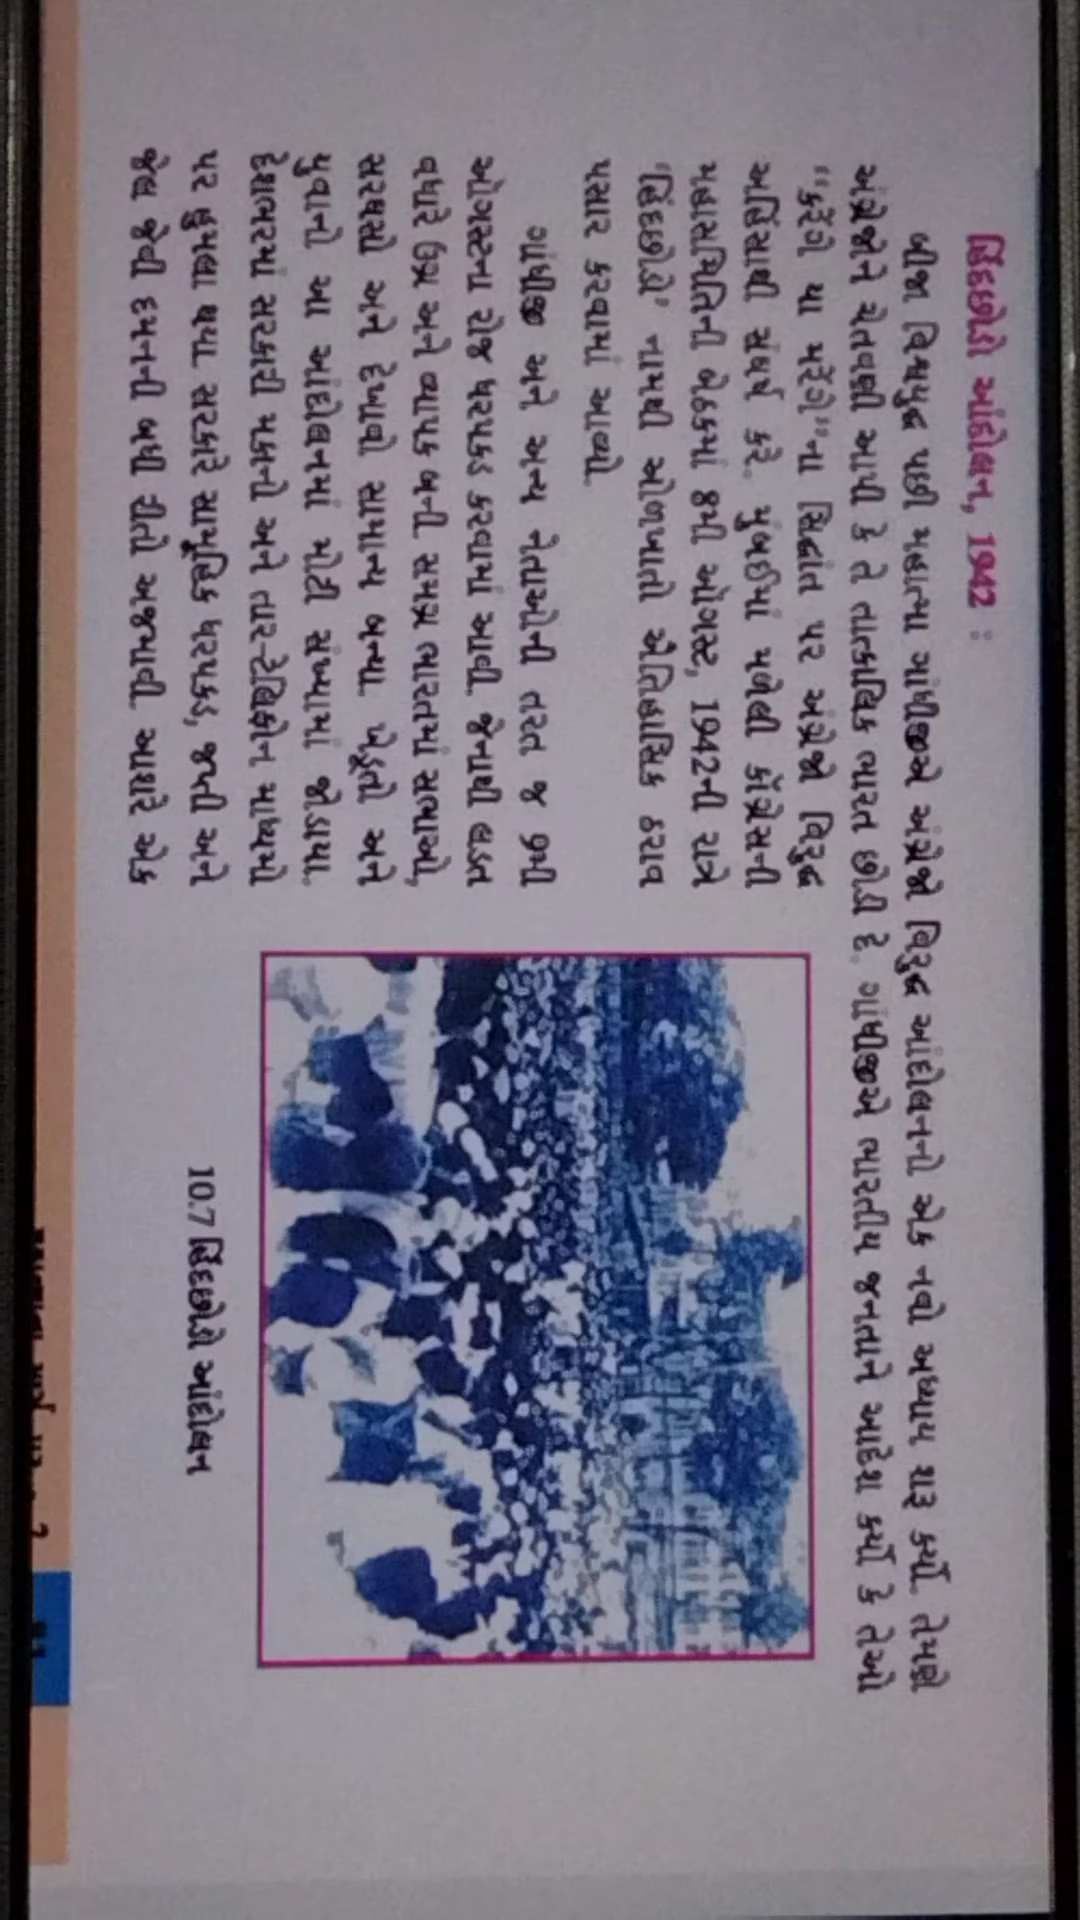 હિંદછોડો આંદોલન, 1942 :
બીજા વિશ્વયુદ્ધ પછી મહાત્મા ગાંધીજીએ અંગ્રેજો વિરુદ્ધ આંદોલનનો એક નવો અધ્યાય શરૂ કર્યો. તેમણે
અંગ્રેજોને ચેતવણી આપી કે તે તાત્કાલિક ભારત છોડી દે. ગાંધીજીએ ભારતીય જનતાને આદેશ કર્યો કે તેઓ
“કરેંગે યા મરેંગે”ના સિદ્ધાંત પર અંગ્રેજો વિરુદ્ધ
અહિંસાથી સંઘર્ષ કરે. મુંબઈમાં મળેલી કૉંગ્રેસની
મહાસમિતિની બેઠકમાં 8મી ઑગસ્ટ, 1942ની રાત્રે
‘હિંદછોડો’ નામથી ઓળખાતો ઐતિહાસિક ઠરાવ
પસાર કરવામાં આવ્યો.
ગાંધીજી અને અન્ય નેતાઓની તરત જ 9મી
ઑગસ્ટના રોજ ધરપકડ કરવામાં આવી. જેનાથી લડત
વધારે ઉગ્ર અને વ્યાપક બની સમગ્ર ભારતમાં સભાઓ,
સરઘસો અને દેખાવો સામાન્ય બન્યા. ખેડૂતો અને
યુવાનો આ આંદોલનમાં મોટી સંખ્યામાં જોડાયા.
દેશભરમાં સરકારી મકાનો અને તાર-ટેલિફોન માધ્યમો
પર હુમલા થયા. સરકારે સામૂહિક ધરપકડ, જપ્તી અને
જેલ જેવી દમનની બધી રીતો અજમાવી. આશરે એક
10.7 હિંદછોડો આંદોલન